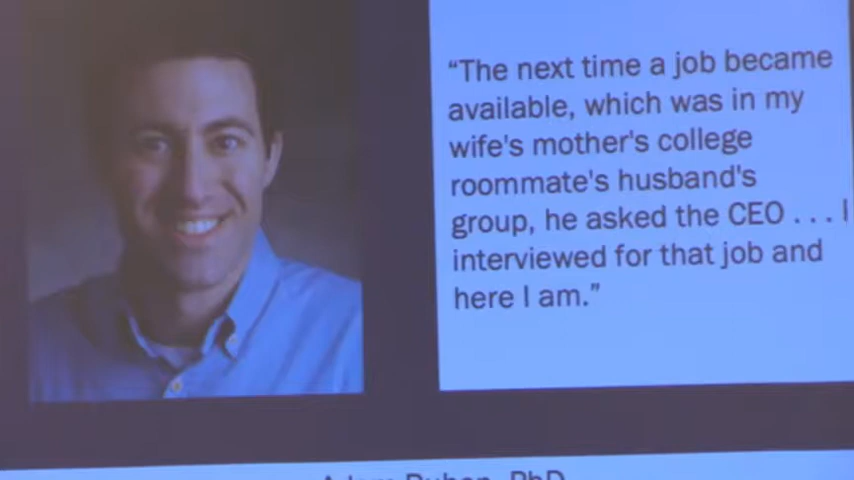 “The next time a job became
available, which was in my
wife's mother's college
roommate's husband's
group, he asked the CEO . . . I
interviewed for that job and
here I am.”
PhD